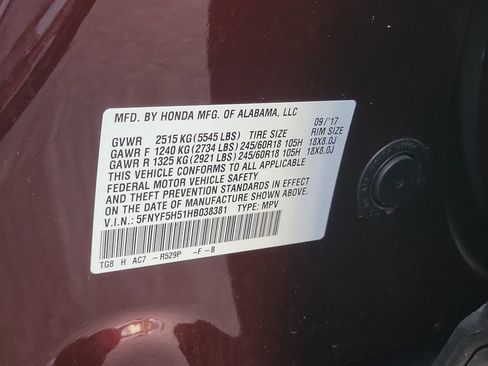 MFD. BY HONDA MFG. OF ALABAMA, LLC 09/'17
GVWR 2515 KG (5545 LBS) TIRE SIZE RIM SIZE
GAWR F 1240 KG (2734 LBS) 245/60R18 105H 18X8.0J
GAWR R 1325 KG (2921 LBS) 245/60R18 105H 18X8.0J
THIS VEHICLE CONFORMS TO ALL APPLICABLE
FEDERAL MOTOR VEHICLE SAFETY
AND THEFT PREVENTION STANDARDS IN EFFECT
ON THE DATE OF MANUFACTURE SHOWN ABOVE.
V.I.N.: 5FNYF5H51HB038381 TYPE: MPV
TG8 H AC7 -R529P -F -B